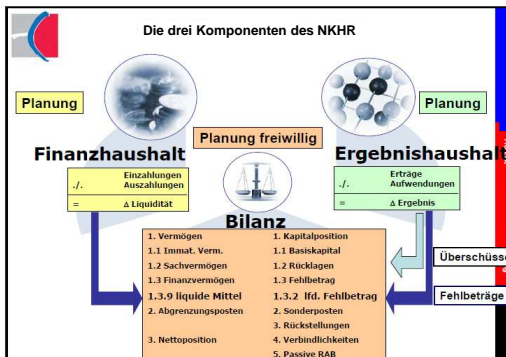 Die drei Komponenten des NKHR
Planung
Planung
Planung freiwillig
Finanzhaushalt
Ergebnishaushalt
Einzahlungen
./. Auszahlungen
= Δ Liquidität
Erträge
./. Aufwendungen
= Δ Ergebnis
Bilanz
1. Vermögen
1.1 Immat. Verm.
1.2 Sachvermögen
1.3 Finanzvermögen
1.3.9 liquide Mittel
2. Abgrenzungsposten
3. Nettoposition
1. Kapitalposition
1.1 Basiskapital
1.2 Rücklagen
1.3 Fehlbetrag
1.3.2 lfd. Fehlbetrag
2. Sonderposten
3. Rückstellungen
4. Verbindlichkeiten
5. Passive RAB
Überschüsse
Fehlbeträge